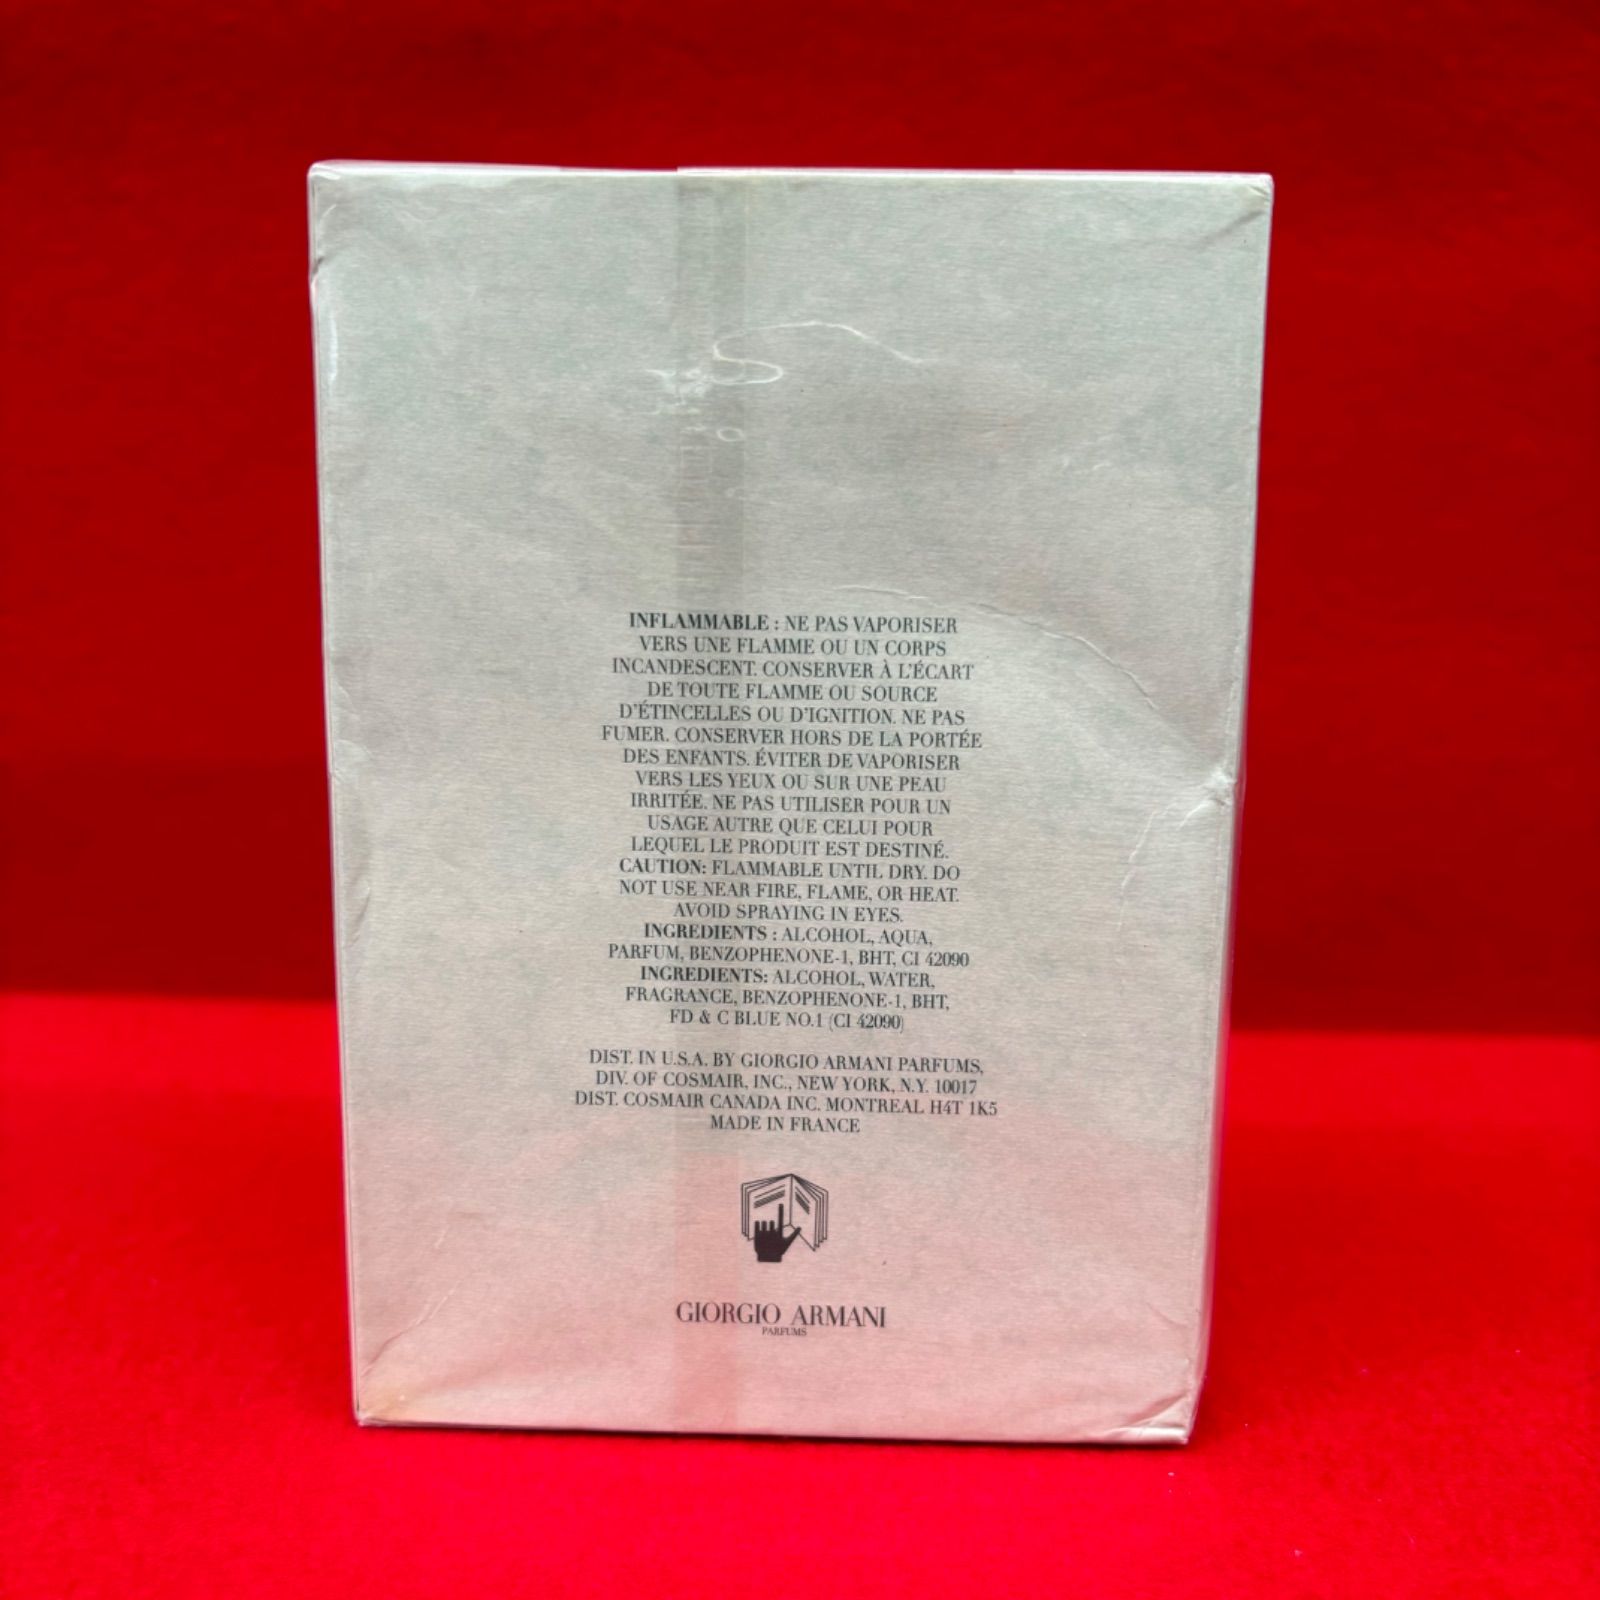 INFLAMMABLE : NE PAS VAPORISER
VERS UNE FLAMME OU UN CORPS
INCANDESCENT. CONSERVER À L'ÉCART
DE TOUTE FLAMME OU SOURCE
D'ÉTINCELLES OU D'IGNITION. NE PAS
FUMER. CONSERVER HORS DE LA PORTÉE
DES ENFANTS. ÉVITER DE VAPORISER
VERS LES YEUX OU SUR UNE PEAU
IRRITÉE. NE PAS UTILISER POUR UN
USAGE AUTRE QUE CELUI POUR
LEQUEL LE PRODUIT EST DESTINÉ.
CAUTION: FLAMMABLE UNTIL DRY. DO
NOT USE NEAR FIRE, FLAME, OR HEAT.
AVOID SPRAYING IN EYES.
INGREDIENTS : ALCOHOL, AQUA,
PARFUM, BENZOPHENONE-1, BHT, CI 42090
INGREDIENTS: ALCOHOL, WATER,
FRAGRANCE, BENZOPHENONE-1, BHT,
FD & C BLUE NO.1 (CI 42090)
DIST. IN U.S.A. BY GIORGIO ARMANI PARFUMS,
DIV. OF COSMAIR, INC., NEW YORK, N.Y. 10017
DIST. COSMAIR CANADA INC. MONTREAL H4T 1K5
MADE IN FRANCE
GIORGIO ARMANI
PARFUMS